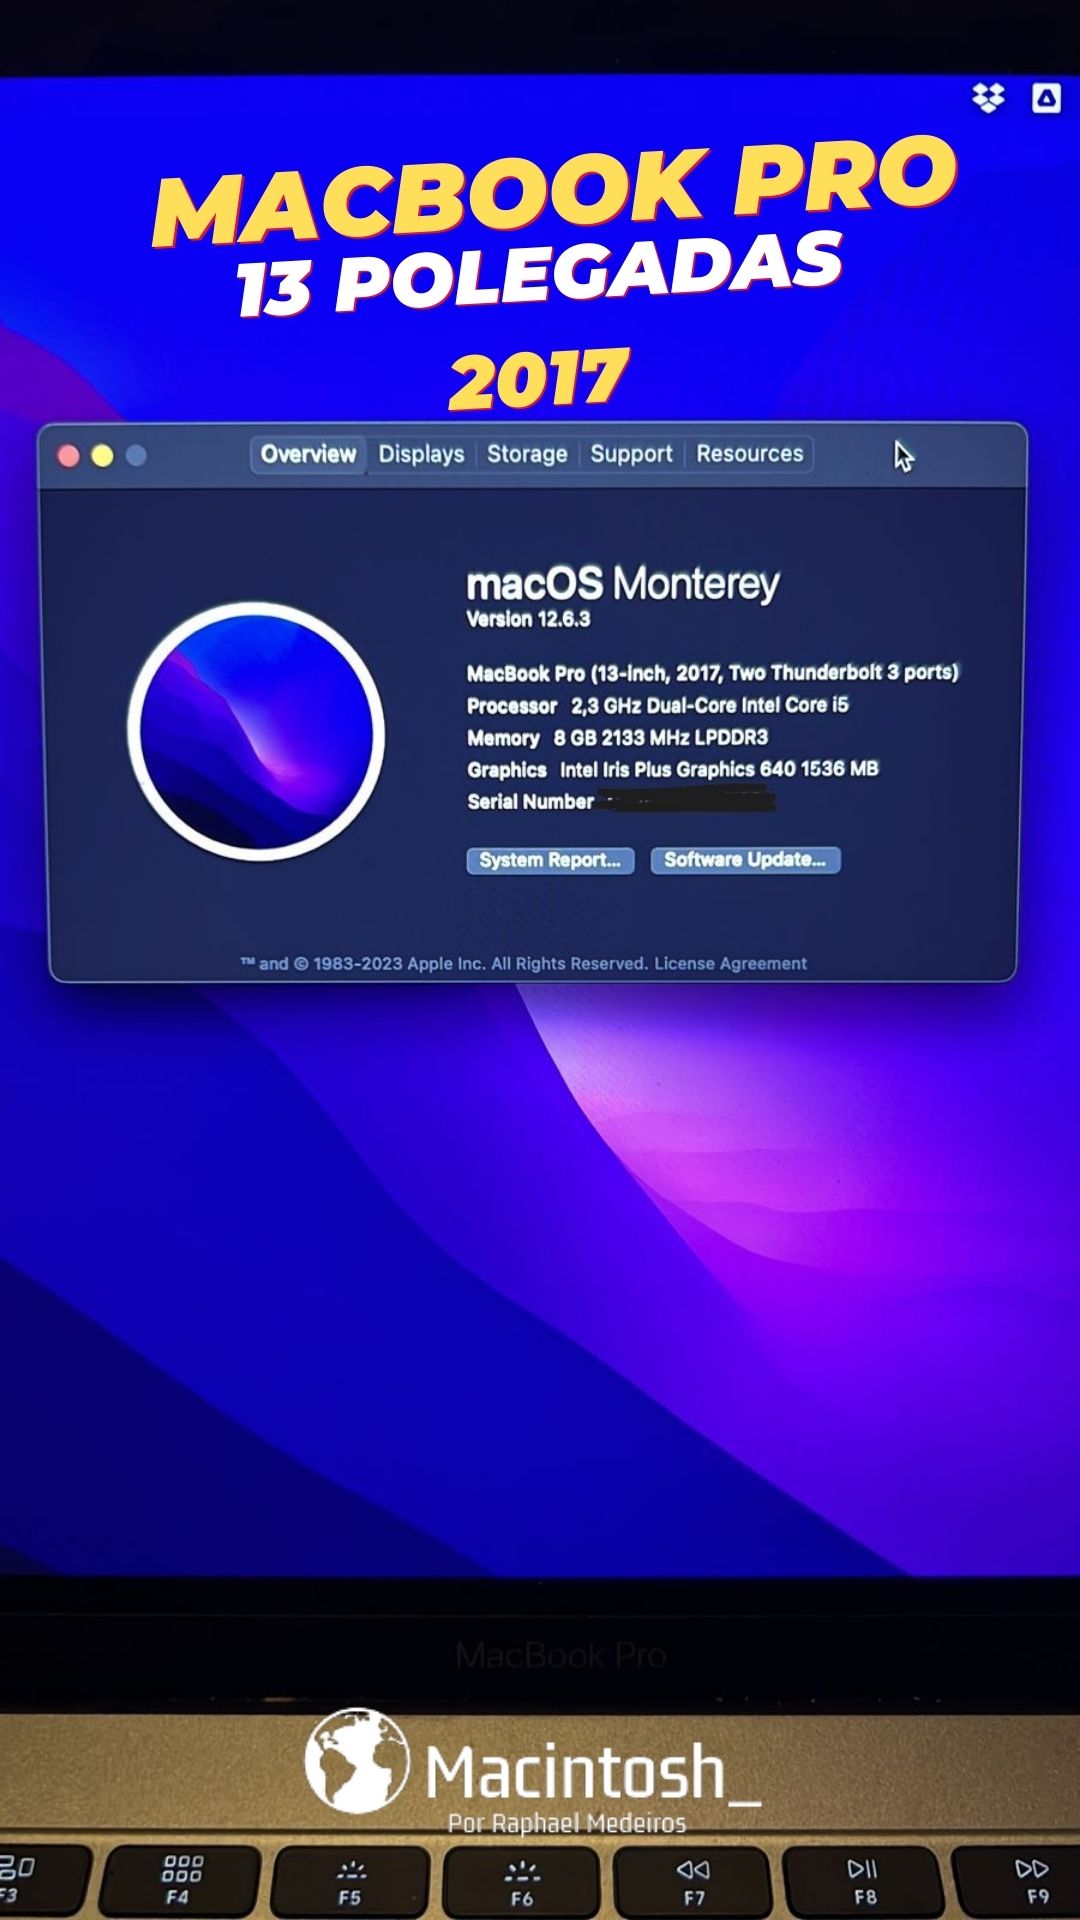 MACBOOK PRO
13 POLEGADAS
2017
Overview Displays Storage Support Resources
macOS Monterey
Version 12.6.3
MacBook Pro (13-inch, 2017, Two Thunderbolt 3 ports)
Processor 2,3 GHz Dual-Core Intel Core i5
Memory 8 GB 2133 MHz LPDDR3
Graphics Intel Iris Plus Graphics 640 1536 MB
Serial Number
System Report... Software Update...
™ and © 1983-2023 Apple Inc. All Rights Reserved. License Agreement
MacBook Pro
Macintosh_
Por Raphael Medeiros
F3 F4 F5 F6 F7 F8 F9